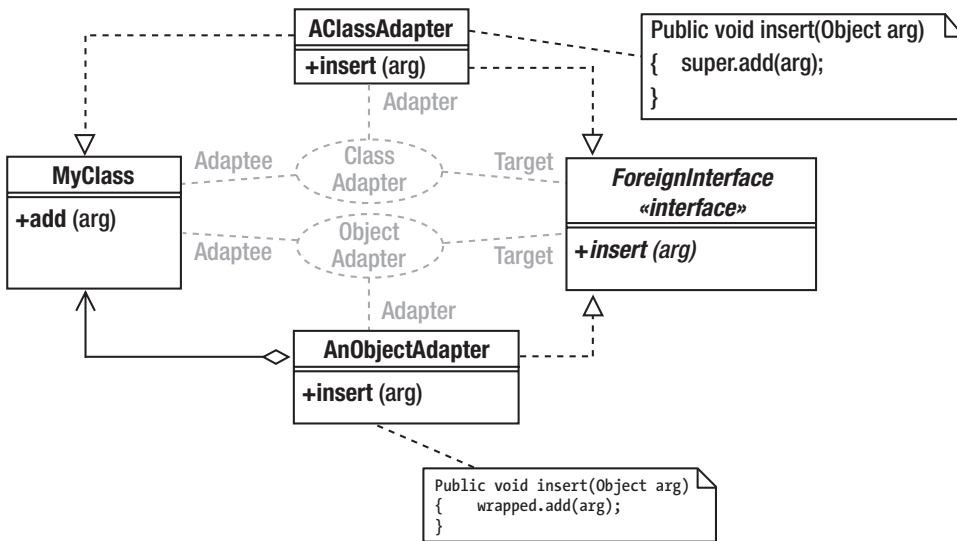 AClassAdapter
+insert (arg)
Public void insert(Object arg)
{ super.add(arg);
}
Adapter
MyClass
+add (arg)
Adaptee
Class
Adapter
Target
ForeignInterface
«interface»
+insert (arg)
Adaptee
Object
Adapter
Target
Adapter
AnObjectAdapter
+insert (arg)
Public void insert(Object arg)
{ wrapped.add(arg);
}